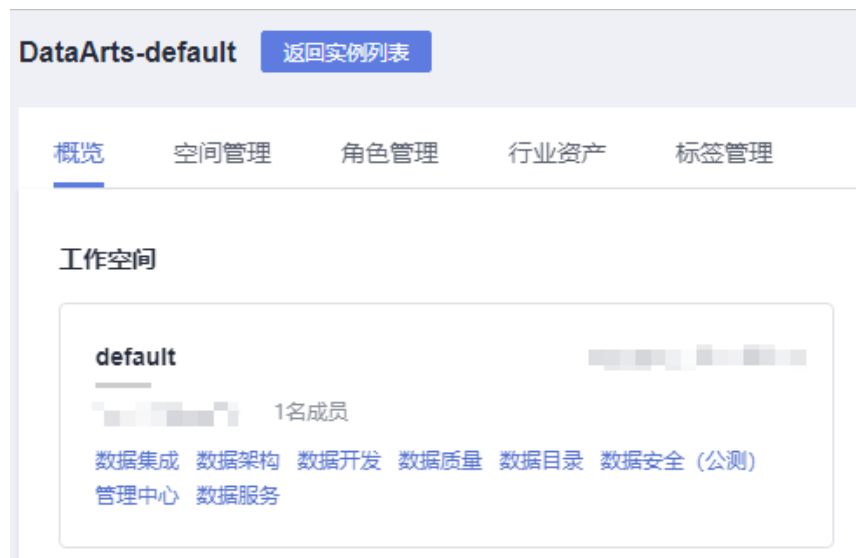 DataArts-default 返回实例列表
概览 空间管理 角色管理 行业资产 标签管理
工作空间
default
1名成员
数据集成 数据架构 数据开发 数据质量 数据目录 数据安全（公测）
管理中心 数据服务